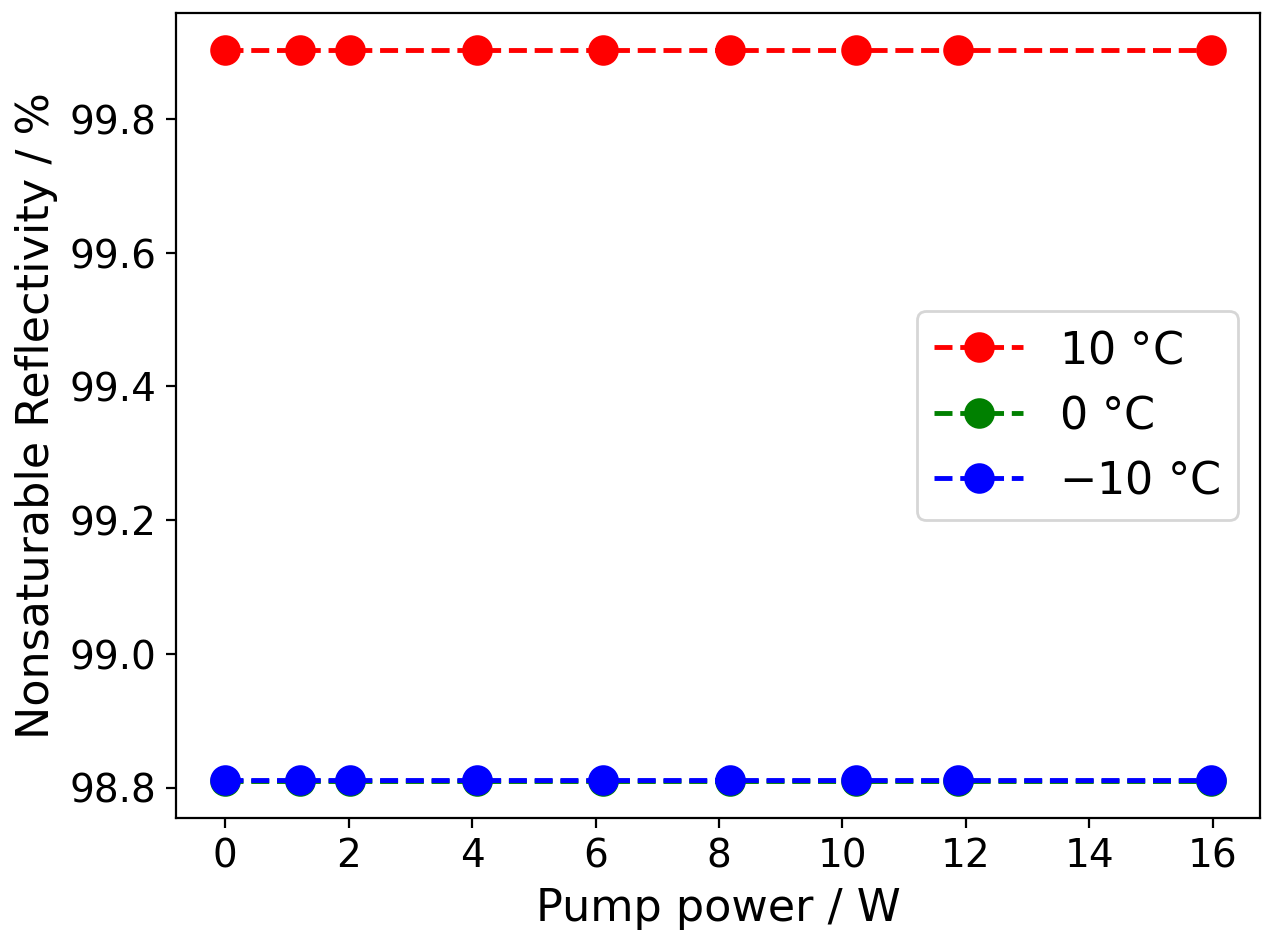 Nonsaturable Reflectivity / %
99.8
99.6
99.4
99.2
99.0
98.8
10 °C
0 °C
−10 °C
0 2 4 6 8 10 12 14 16
Pump power / W